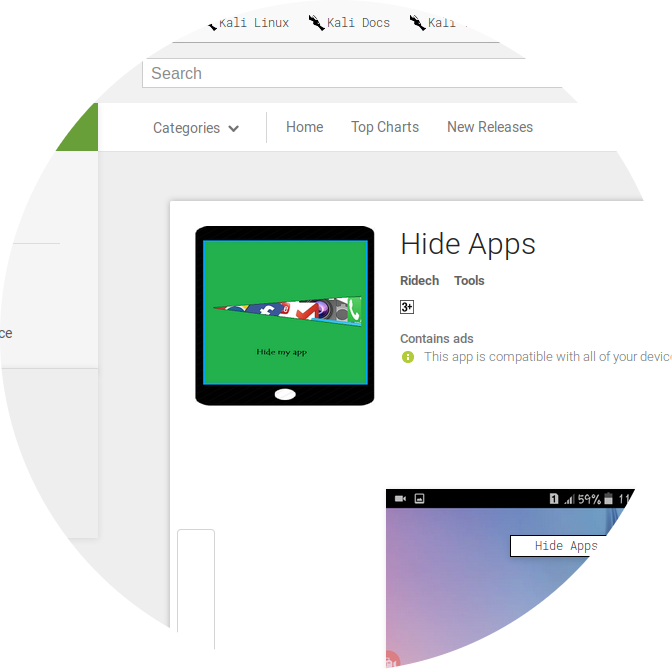 Kali Linux Kali Docs Kali
Search
Categories Home Top Charts New Releases
Hide Apps
Ridech Tools
3+
ce
Contains ads
This app is compatible with all of your device
Hide my app
1 59% 11
Hide Apps